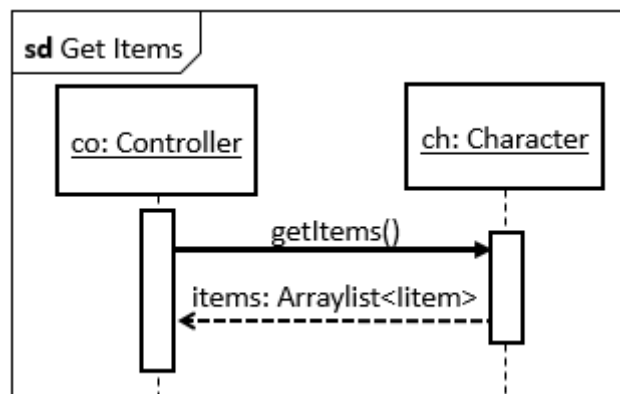 sd Get Items
co: Controller
ch: Character
getItems()
items: Arraylist<Iitem>